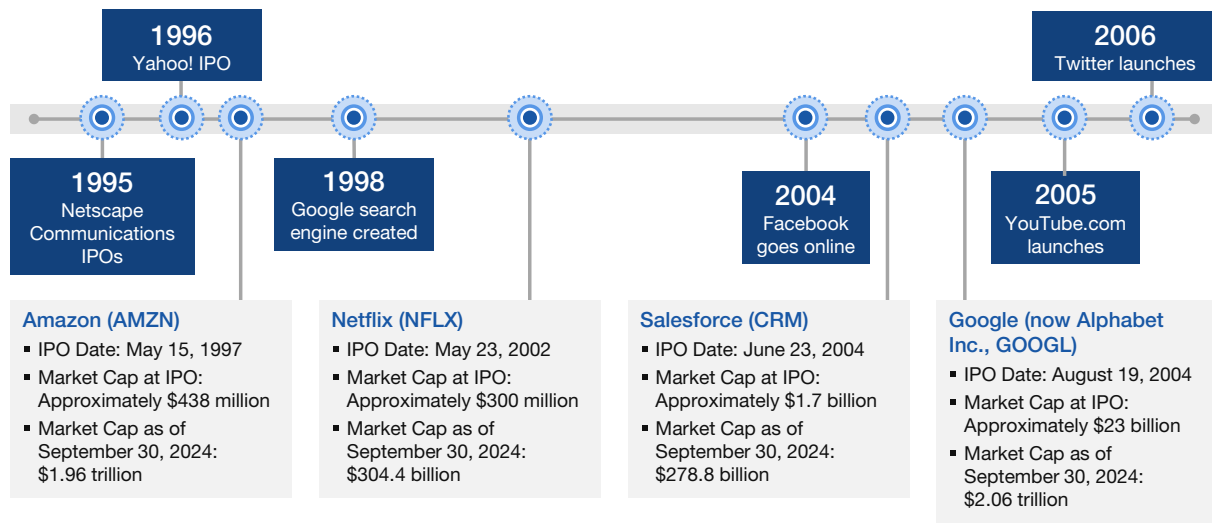 1996
Yahoo! IPO
2006
Twitter launches
1995
Netscape
Communications
IPOs
1998
Google search
engine created
2004
Facebook
goes online
2005
YouTube.com
launches
Amazon (AMZN)
▪ IPO Date: May 15, 1997
▪ Market Cap at IPO:
Approximately $438 million
▪ Market Cap as of
September 30, 2024:
$1.96 trillion
Netflix (NFLX)
▪ IPO Date: May 23, 2002
▪ Market Cap at IPO:
Approximately $300 million
▪ Market Cap as of
September 30, 2024:
$304.4 billion
Salesforce (CRM)
▪ IPO Date: June 23, 2004
▪ Market Cap at IPO:
Approximately $1.7 billion
▪ Market Cap as of
September 30, 2024:
$278.8 billion
Google (now Alphabet
Inc., GOOGL)
▪ IPO Date: August 19, 2004
▪ Market Cap at IPO:
Approximately $23 billion
▪ Market Cap as of
September 30, 2024:
$2.06 trillion